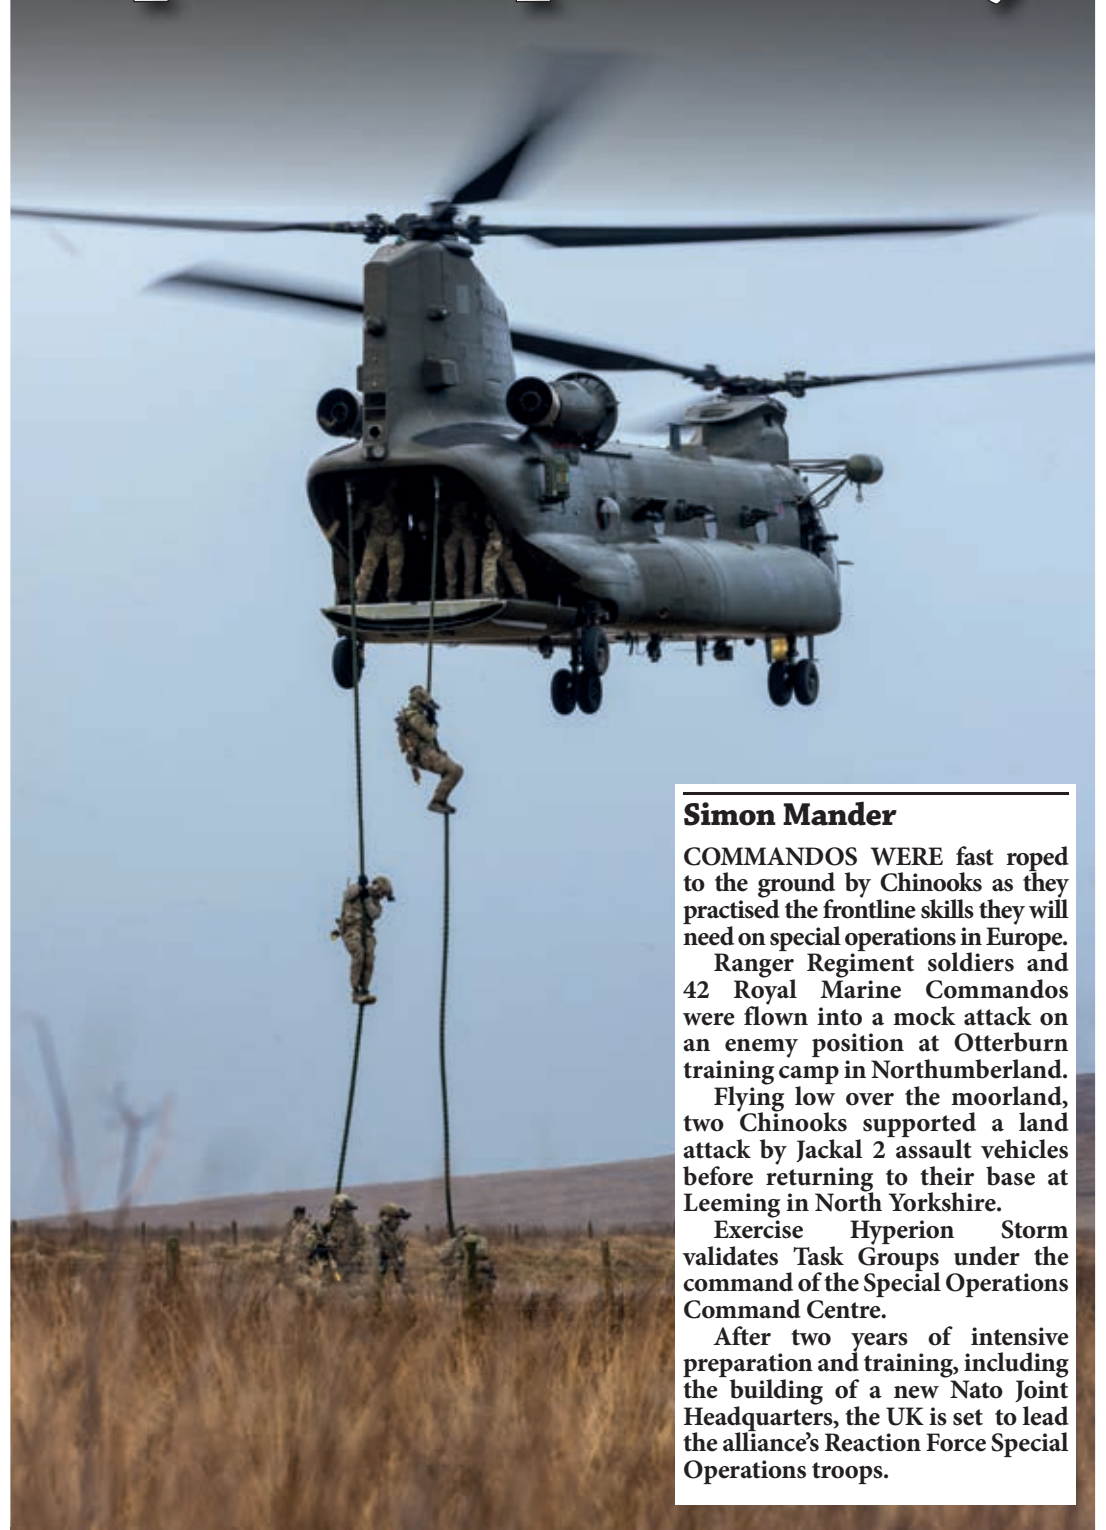 Simon Mander
COMMANDOS WERE fast roped
to the ground by Chinooks as they
practised the frontline skills they will
need on special operations in Europe.
Ranger Regiment soldiers and
42 Royal Marine Commandos
were flown into a mock attack on
an enemy position at Otterburn
training camp in Northumberland.
Flying low over the moorland,
two Chinooks supported a land
attack by Jackal 2 assault vehicles
before returning to their base at
Leeming in North Yorkshire.
Exercise Hyperion Storm
validates Task Groups under the
command of the Special Operations
Command Centre.
After two years of intensive
preparation and training, including
the building of a new Nato Joint
Headquarters, the UK is set to lead
the alliance’s Reaction Force Special
Operations troops.